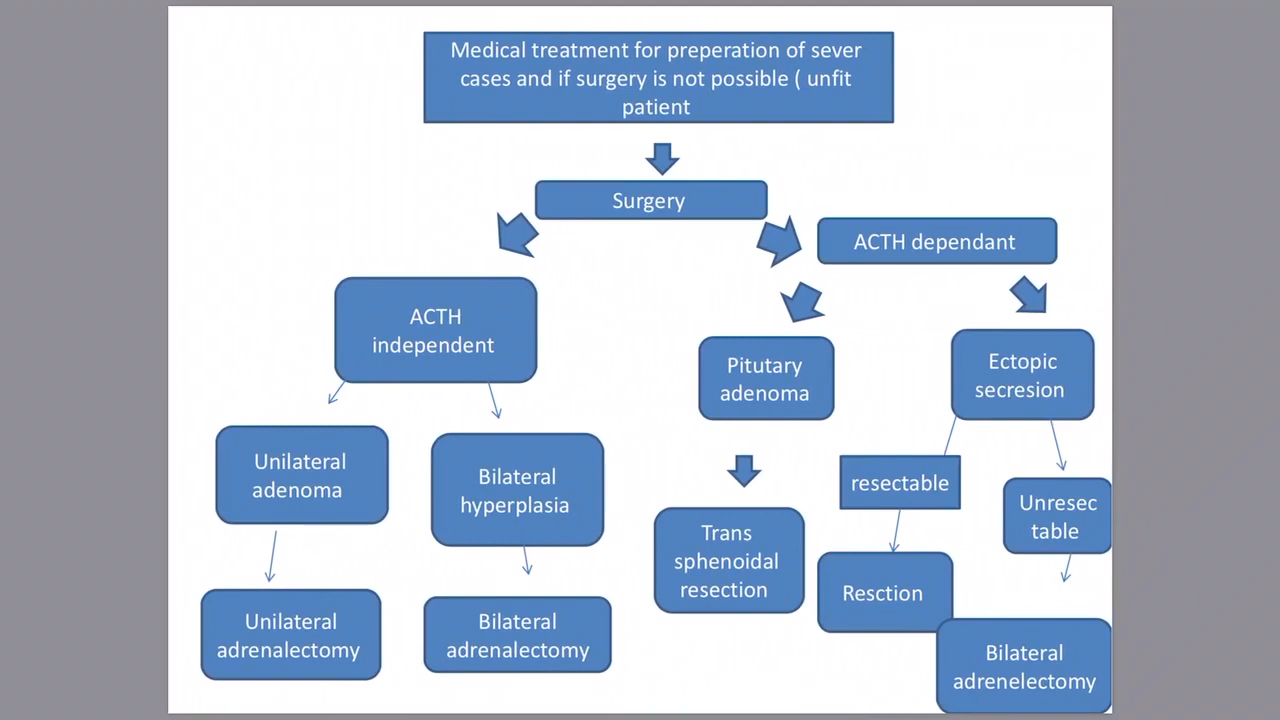 Medical treatment for preperation of sever
cases and if surgery is not possible ( unfit
patient
Surgery
ACTH dependant
ACTH
independent
Pitutary
adenoma
Ectopic
secresion
Unilateral
adenoma
Bilateral
hyperplasia
resectable
Unresec
table
Trans
sphenoidal
resection
Resction
Unilateral
adrenalectomy
Bilateral
adrenalectomy
Bilateral
adrenelectomy